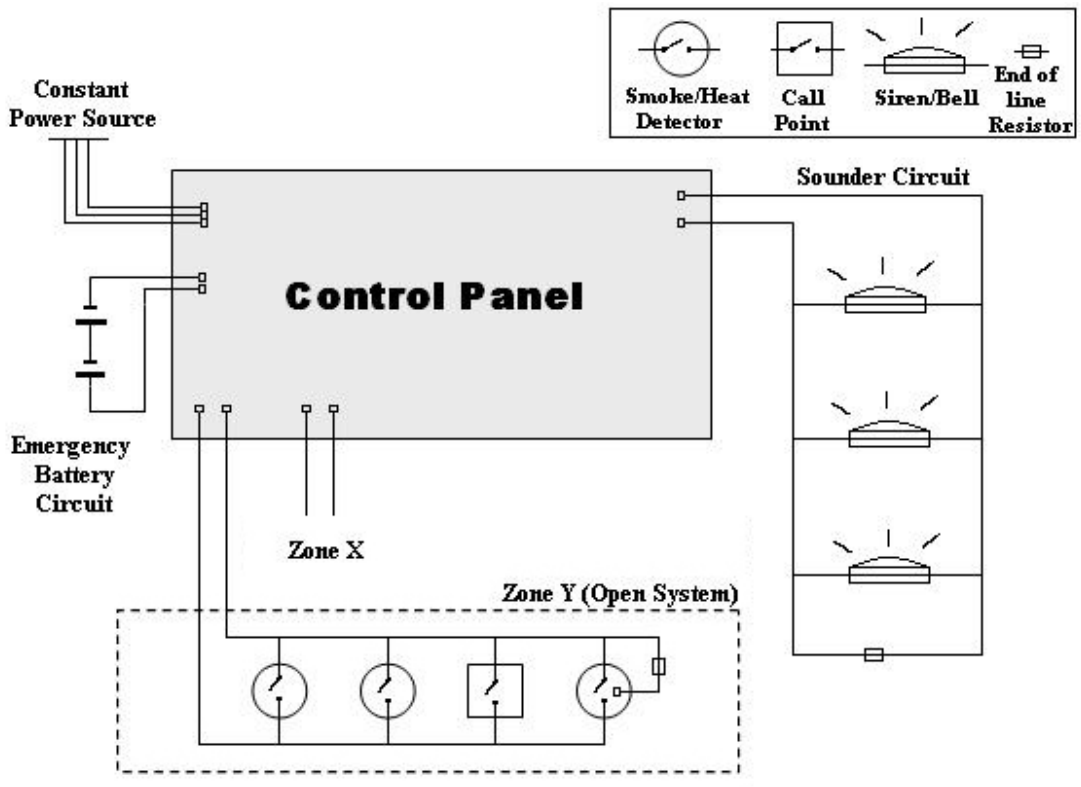 Smoke/Heat
Detector
Call
Point
Siren/Bell
End of
line
Resistor
Constant
Power Source
Sounder Circuit
Control Panel
Emergency
Battery
Circuit
Zone X
Zone Y (Open System)